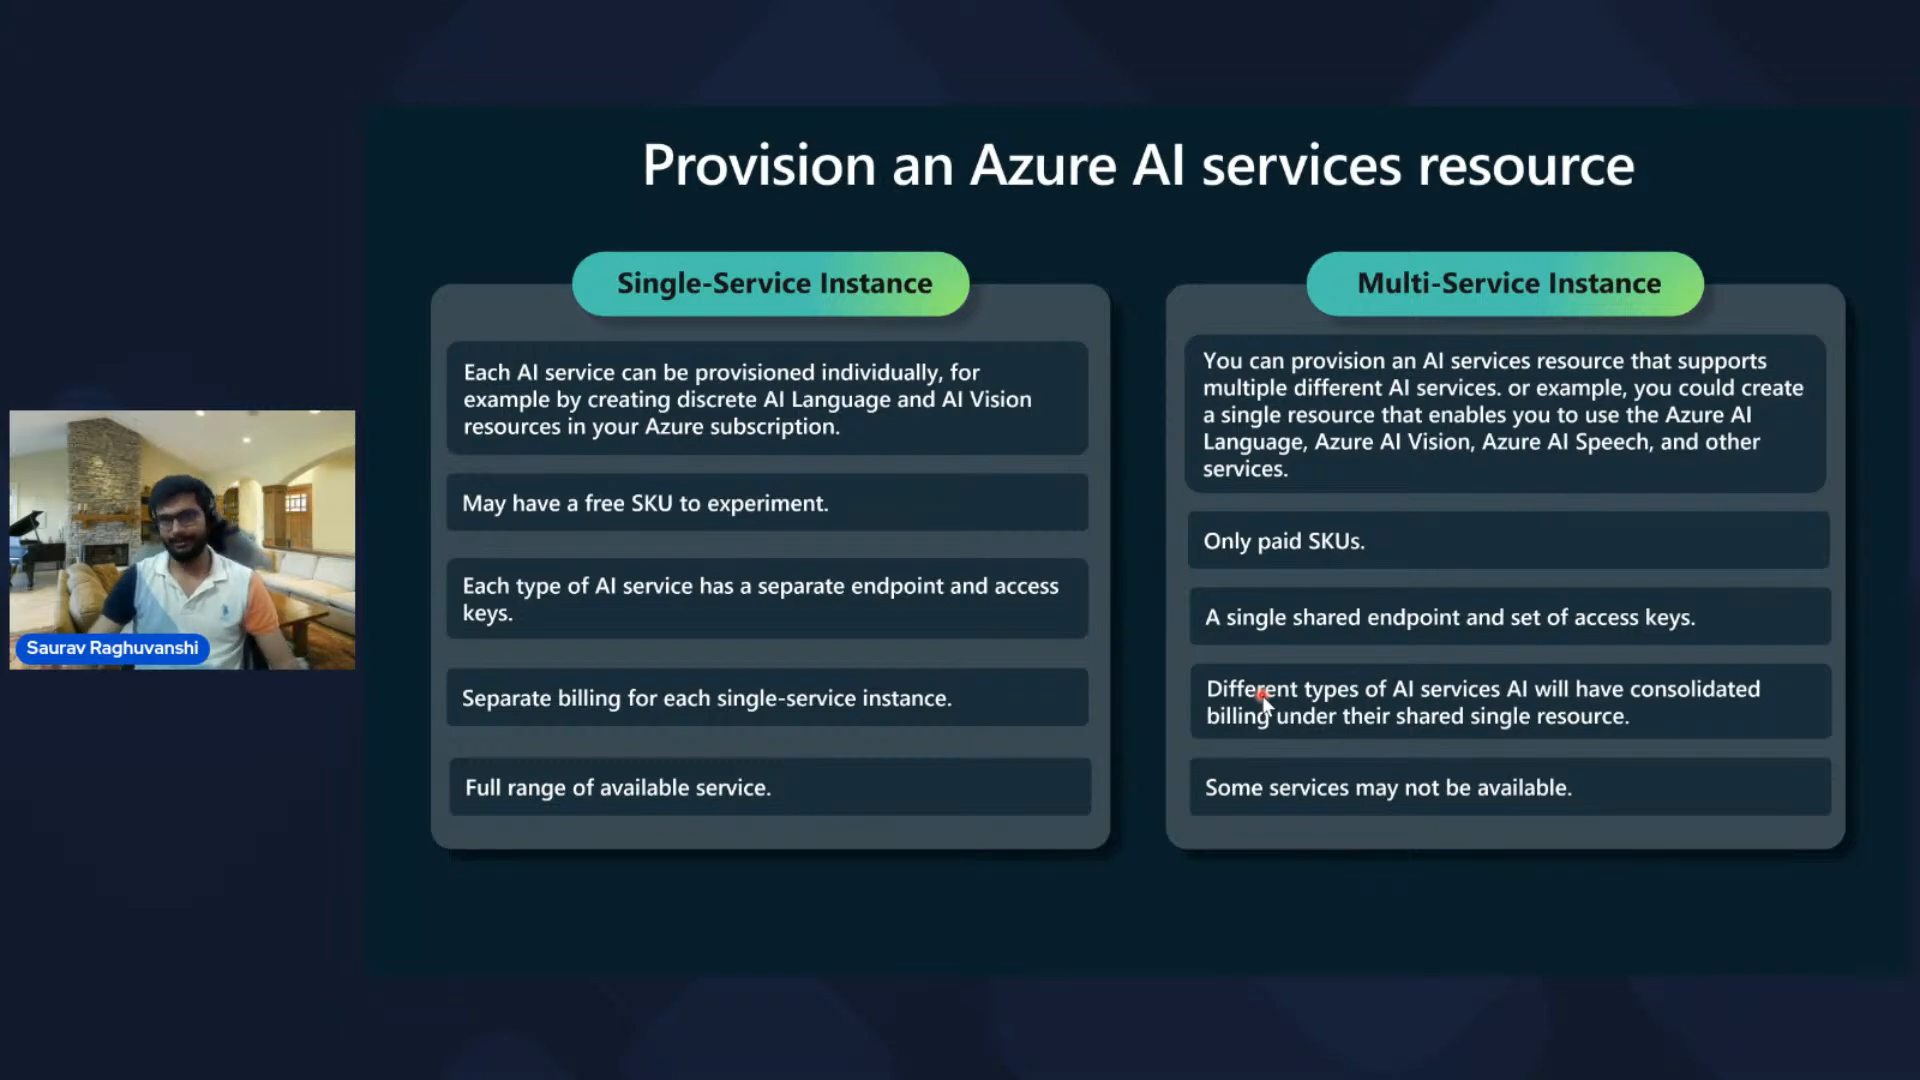 Provision an Azure AI services resource
Single-Service Instance
Each AI service can be provisioned individually, for
example by creating discrete AI Language and AI Vision
resources in your Azure subscription.
May have a free SKU to experiment.
Each type of AI service has a separate endpoint and access
keys.
Separate billing for each single-service instance.
Full range of available service.
Multi-Service Instance
You can provision an AI services resource that supports
multiple different AI services. or example, you could create
a single resource that enables you to use the Azure AI
Language, Azure AI Vision, Azure AI Speech, and other
services.
Only paid SKUs.
A single shared endpoint and set of access keys.
Different types of AI services AI will have consolidated
billing under their shared single resource.
Some services may not be available.
Saurav Raghuvanshi